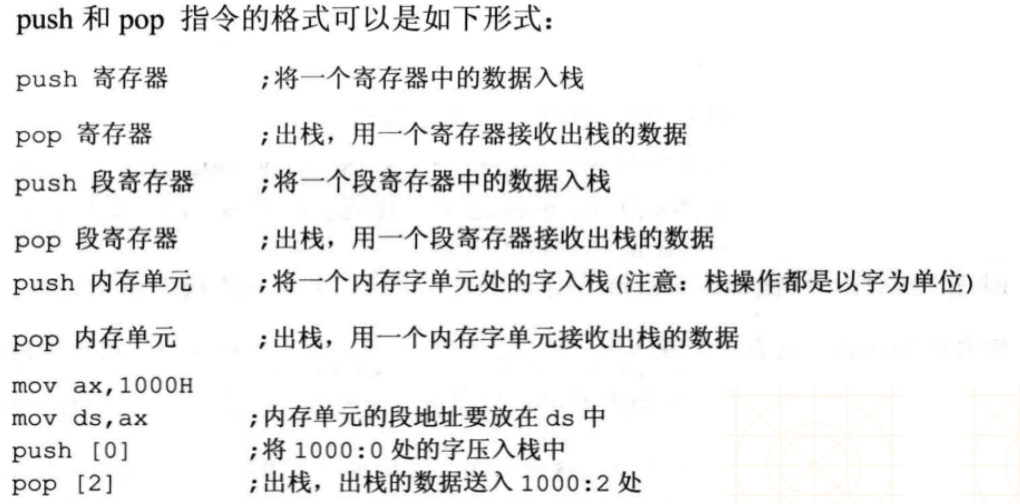 push 和 pop 指令的格式可以是如下形式：
push 寄存器 ;将一个寄存器中的数据入栈
pop 寄存器 ;出栈，用一个寄存器接收出栈的数据
push 段寄存器 ;将一个段寄存器中的数据入栈
pop 段寄存器 ;出栈，用一个段寄存器接收出栈的数据
push 内存单元 ;将一个内存字单元处的字入栈(注意：栈操作都是以字为单位)
pop 内存单元 ;出栈，用一个内存字单元接收出栈的数据
mov ax,1000H
mov ds,ax ;内存单元的段地址要放在 ds 中
push [0] ;将 1000:0 处的字压入栈中
pop [2] ;出栈，出栈的数据送入 1000:2 处